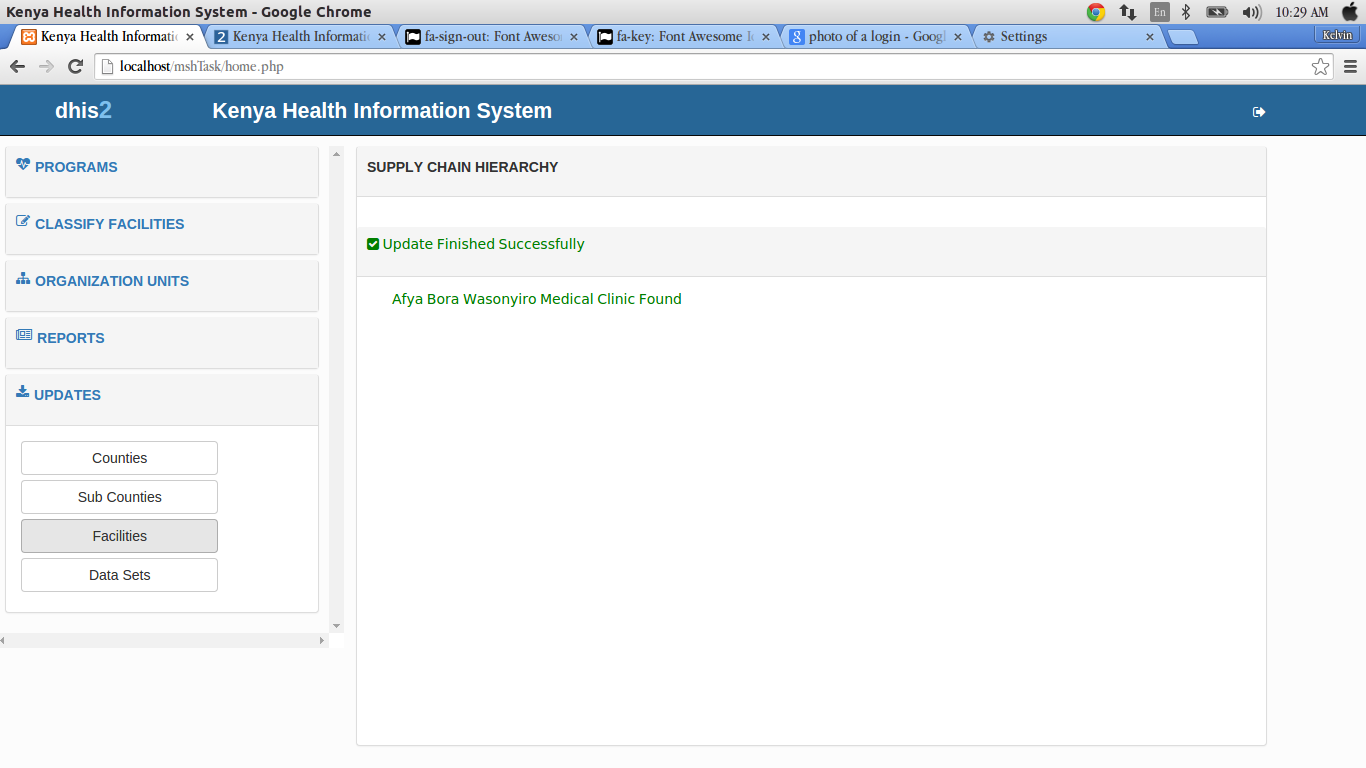 Kenya Health Information System - Google Chrome
En
10:29 AM
Kenya Health Informati
Kenya Health Informati
fa-sign-out: Font Aweso
fa-key: Font Awesome I
photo of a login - Googl
Settings
Kelvin
localhost/mshTask/home.php
dhis2
Kenya Health Information System
PROGRAMS
CLASSIFY FACILITIES
ORGANIZATION UNITS
REPORTS
UPDATES
Counties
Sub Counties
Facilities
Data Sets
SUPPLY CHAIN HIERARCHY
Update Finished Successfully
Afya Bora Wasonyiro Medical Clinic Found